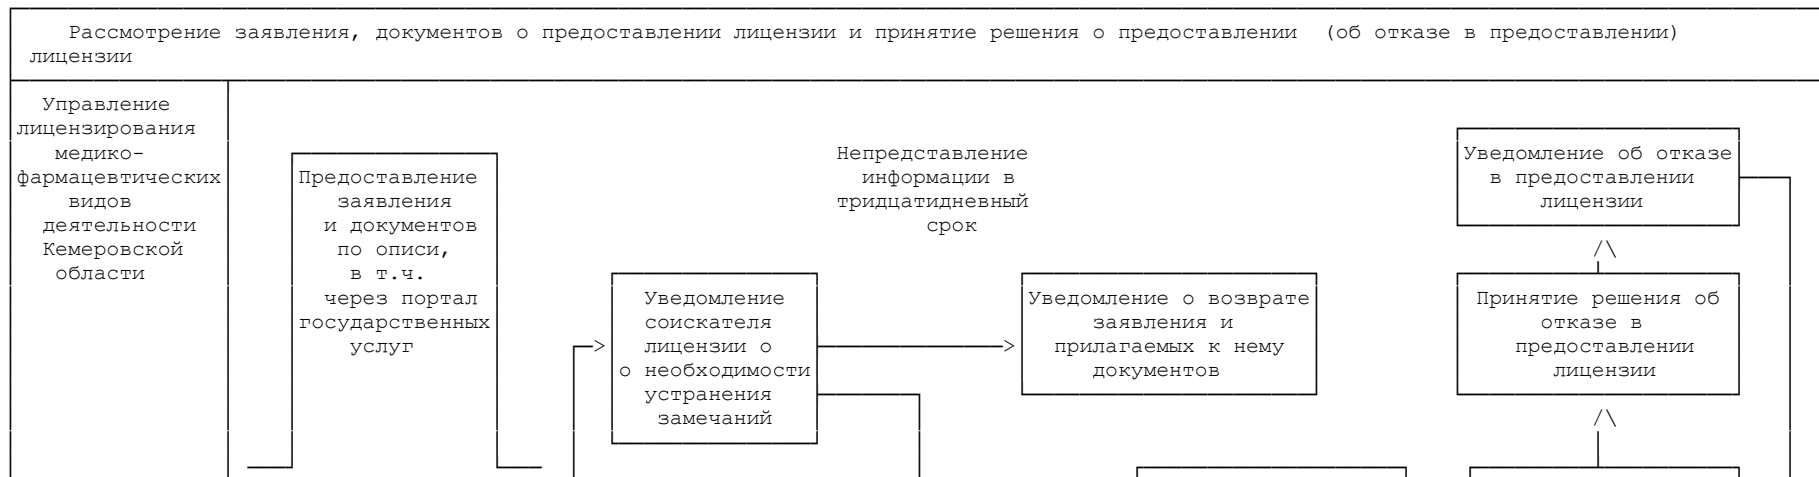 Рассмотрение заявления, документов о предоставлении лицензии и принятие решения о предоставлении (об отказе в предоставлении)
лицензии
Управление
лицензирования
медико-
фармацевтических
видов
деятельности
Кемеровской
области
Предоставление
заявления
и документов
по описи,
в т.ч.
через портал
государственных
услуг
Уведомление
соискателя
лицензии о
о необходимости
устранения
замечаний
Непредставление
информации в
тридцатидневный
срок
Уведомление о возврате
заявления и
прилагаемых к нему
документов
Уведомление об отказе
в предоставлении
лицензии
Принятие решения об
отказе в
предоставлении
лицензии